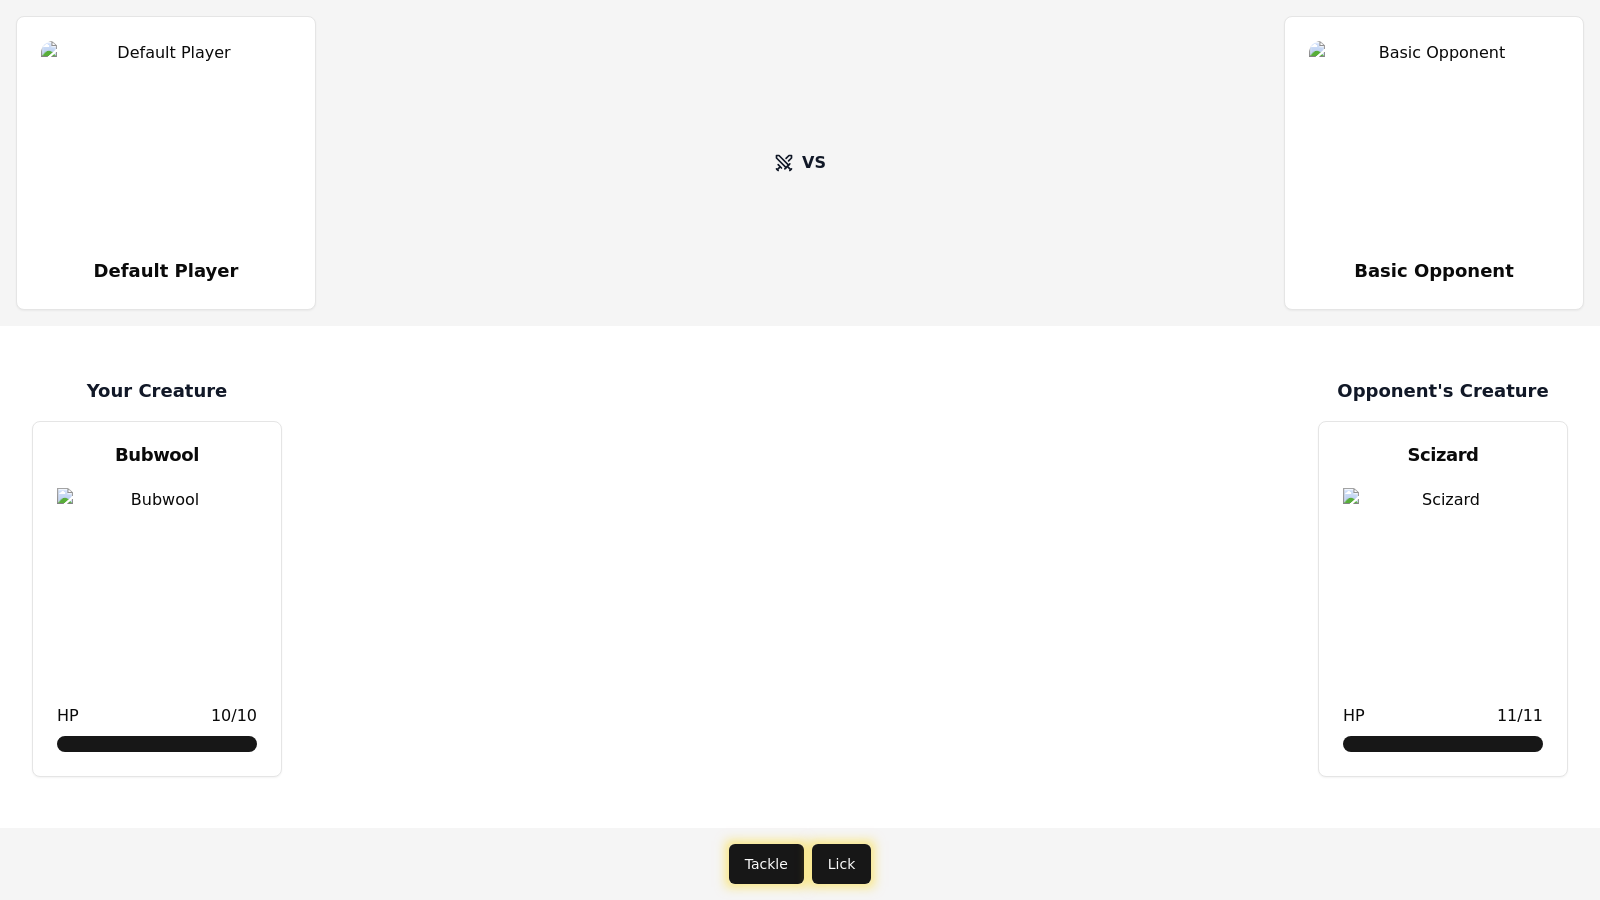 Default Player
Default Player
VS
Basic Opponent
Basic Opponent
Your Creature
Bubwool
Bubwool
HP 10/10
Opponent's Creature
Scizard
Scizard
HP 11/11
Tackle
Lick